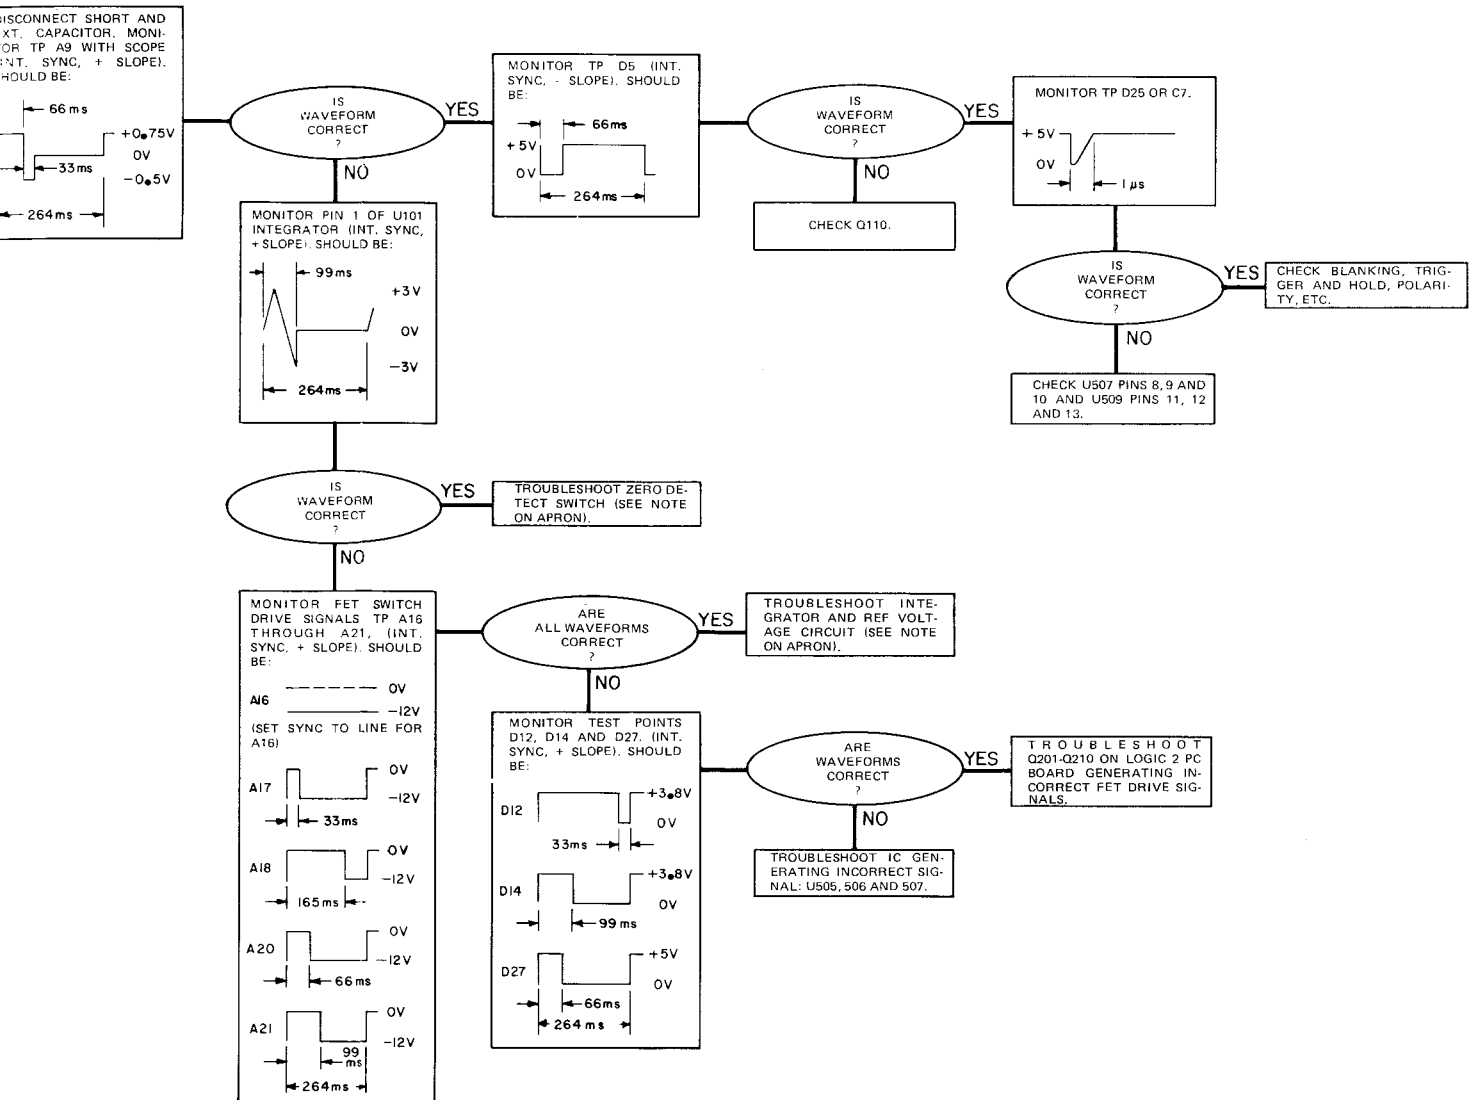 DISCONNECT SHORT AND
XT. CAPACITOR. MONI-
TOR TP A9 WITH SCOPE
INT. SYNC, + SLOPE).
HOULD BE:
66 ms
+0.75V
0V
33ms
-0.5V
264ms
IS
WAVEFORM
CORRECT
?
YES
NO
MONITOR TP D5 (INT.
SYNC, - SLOPE). SHOULD
BE:
66ms
+5V
0V
264ms
IS
WAVEFORM
CORRECT
?
YES
NO
CHECK Q110.
MONITOR TP D25 OR C7.
+5V
0V
1 µs
IS
WAVEFORM
CORRECT
?
YES
NO
CHECK BLANKING, TRIG-
GER AND HOLD, POLARI-
TY, ETC.
CHECK U507 PINS 8, 9 AND
10 AND U509 PINS 11, 12
AND 13.
MONITOR PIN 1 OF U101
INTEGRATOR (INT. SYNC,
+ SLOPE). SHOULD BE:
99ms
+3V
0V
-3V
264ms
IS
WAVEFORM
CORRECT
?
YES
NO
TROUBLESHOOT ZERO DE-
TECT SWITCH (SEE NOTE
ON APRON).
MONITOR FET SWITCH
DRIVE SIGNALS TP A16
THROUGH A21, (INT.
SYNC, + SLOPE). SHOULD
BE:
A16
0V
-12V
(SET SYNC TO LINE FOR
A16)
A17
0V
-12V
33ms
A18
0V
-12V
165ms
A20
0V
-12V
66ms
A21
0V
-12V
99
ms
264ms
ARE
ALL WAVEFORMS
CORRECT
?
YES
NO
TROUBLESHOOT INTE-
GRATOR AND REF VOLT-
AGE CIRCUIT (SEE NOTE
ON APRON).
MONITOR TEST POINTS
D12, D14 AND D27. (INT.
SYNC, + SLOPE). SHOULD
BE:
D12
+3.8V
0V
33ms
D14
+3.8V
0V
99 ms
D27
+5V
0V
66ms
264 ms
ARE
WAVEFORMS
CORRECT
?
YES
NO
TROUBLESHOOT
Q201-Q210 ON LOGIC 2 PC
BOARD GENERATING IN-
CORRECT FET DRIVE SIG-
NALS.
TROUBLESHOOT IC GEN-
ERATING INCORRECT SIG-
NAL: U505, 506 AND 507.